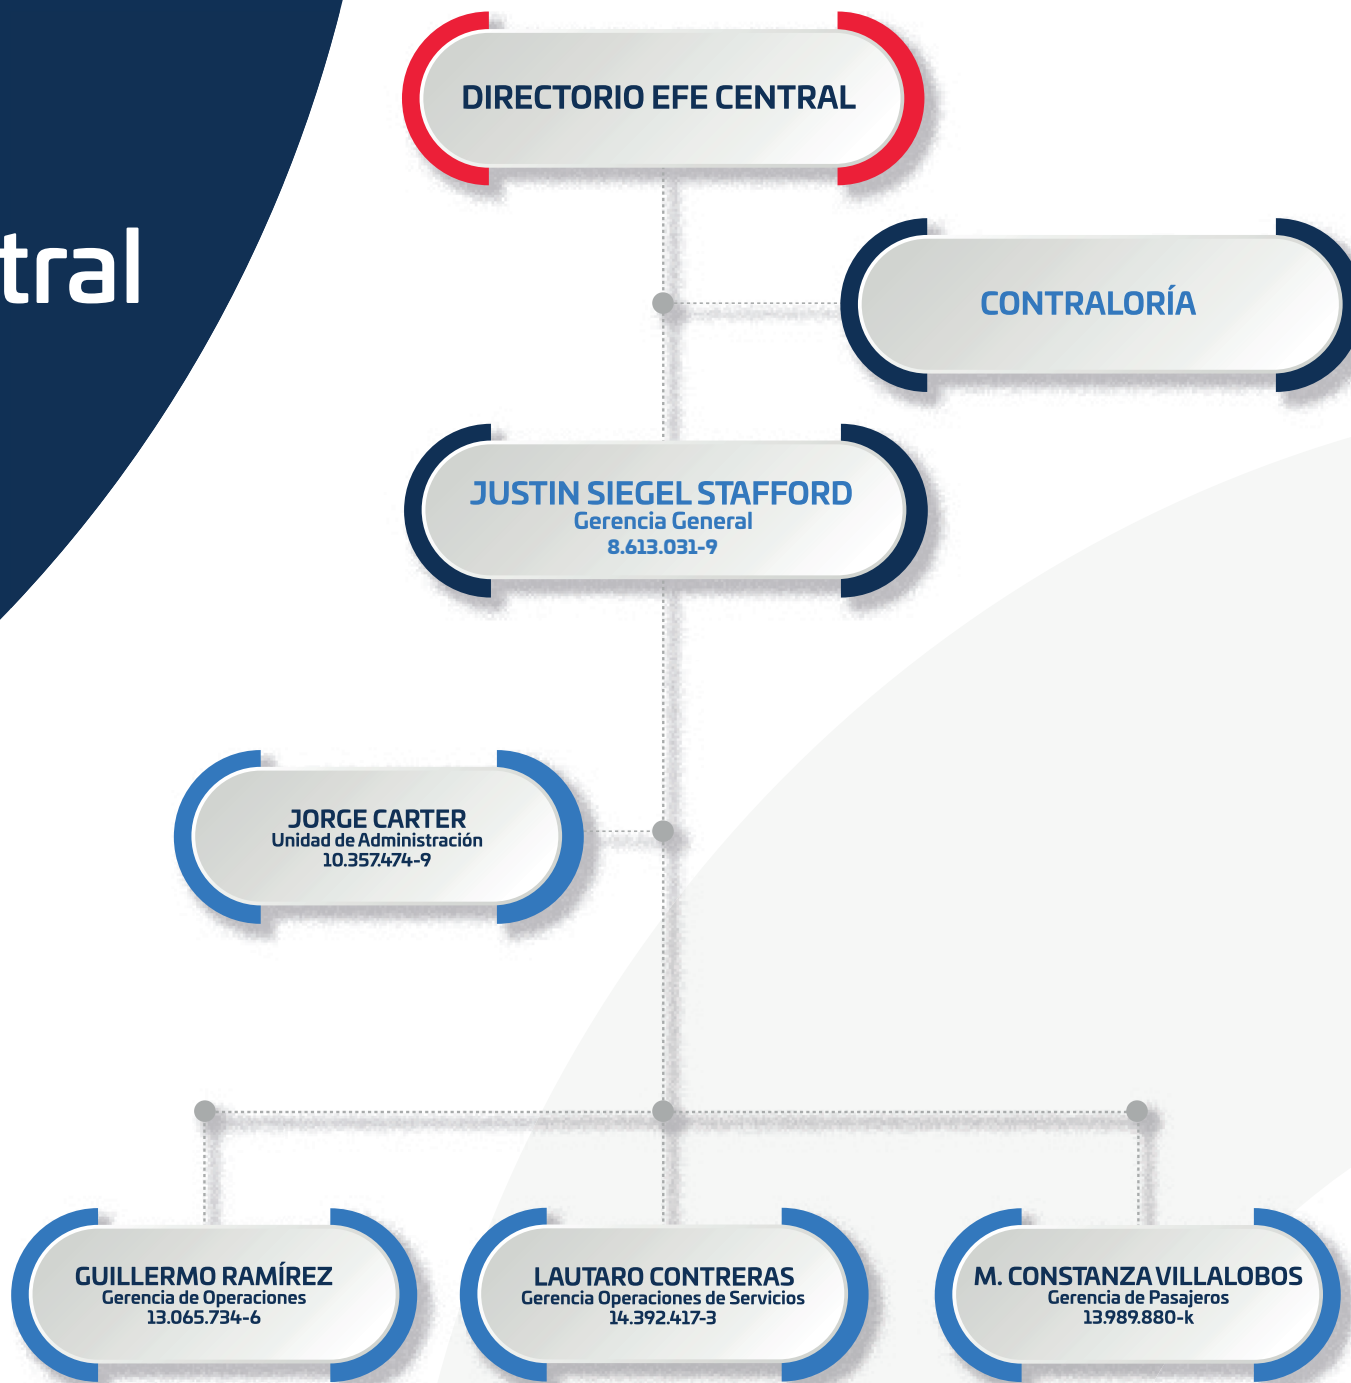 tral
DIRECTORIO EFE CENTRAL
CONTRALORÍA
JUSTIN SIEGEL STAFFORD
Gerencia General
8.613.031-9
JORGE CARTER
Unidad de Administración
10.357.474-9
GUILLERMO RAMÍREZ
Gerencia de Operaciones
13.065.734-6
LAUTARO CONTRERAS
Gerencia Operaciones de Servicios
14.392.417-3
M. CONSTANZA VILLALOBOS
Gerencia de Pasajeros
13.989.880-k